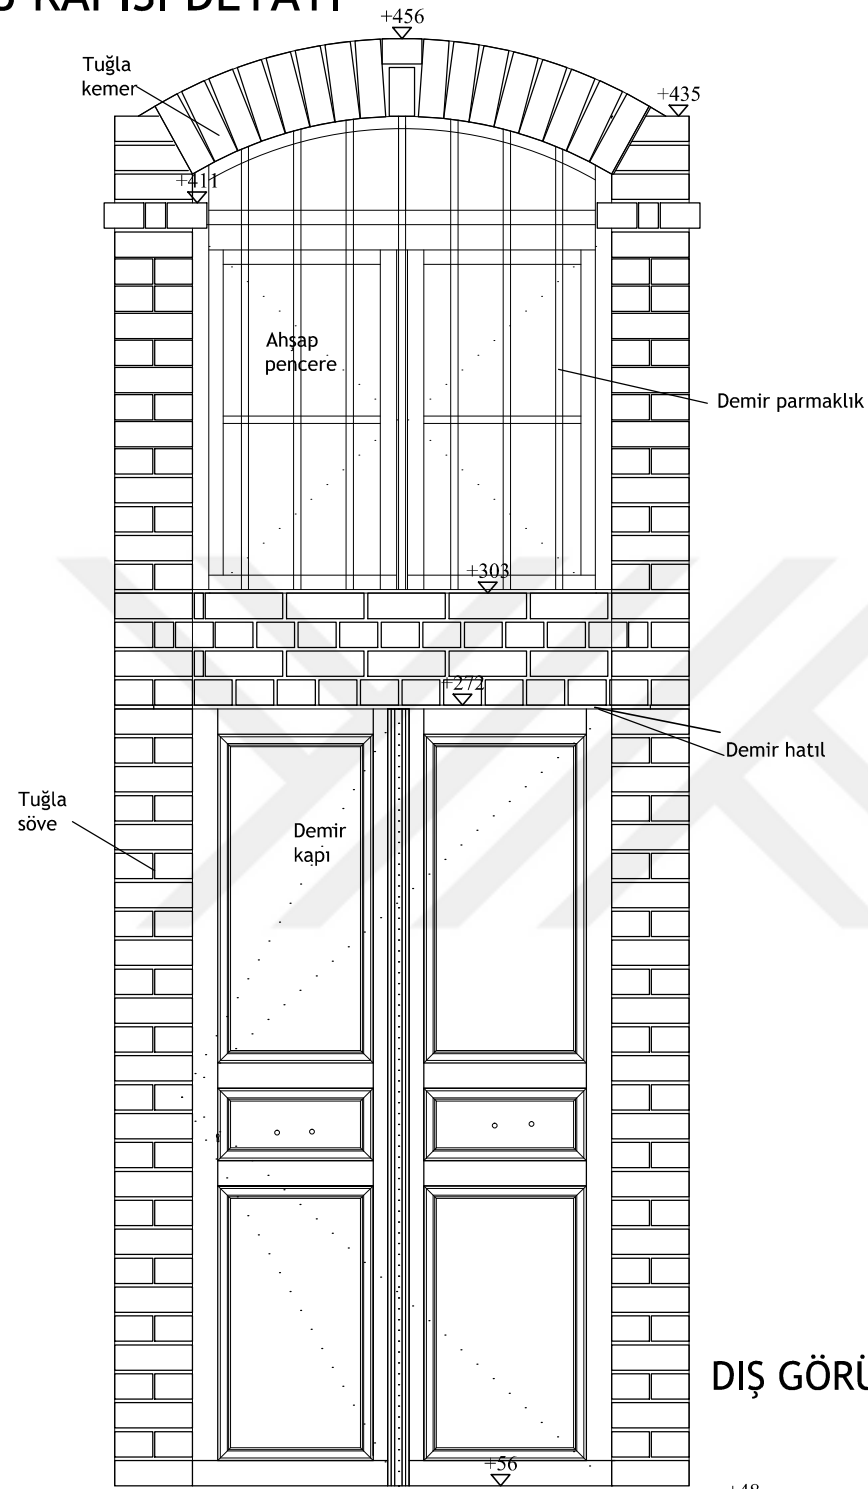 KAPISI DETAYI
+456
Tuğla
kemer
+435
+411
Ahşap
pencere
Demir parmaklık
+303
+272
Demir hatıl
Tuğla
söve
Demir
kapı
DIŞ GÖRÜ
+56
+48